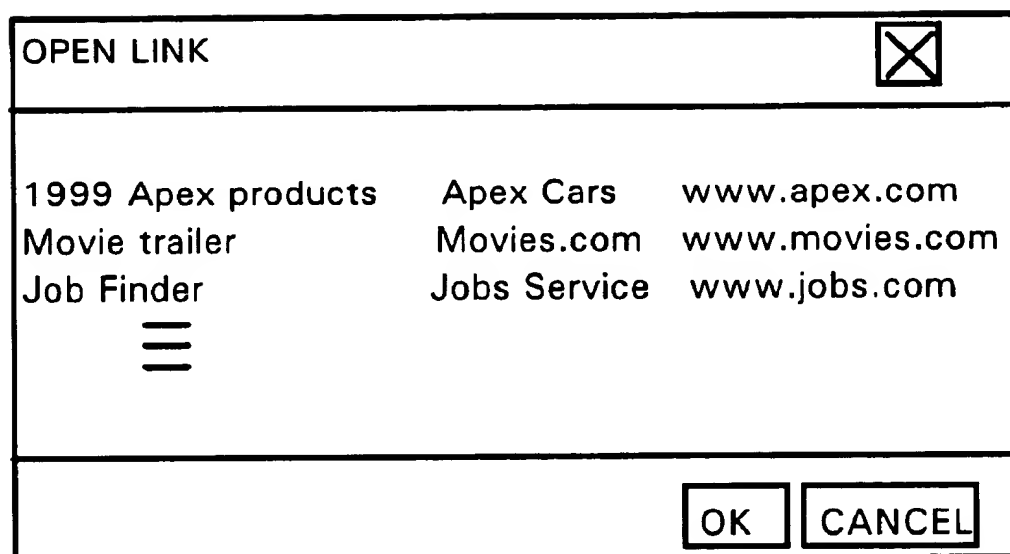 OPEN LINK
1999 Apex products Apex Cars www.apex.com
Movie trailer Movies.com www.movies.com
Job Finder Jobs Service www.jobs.com
OK CANCEL